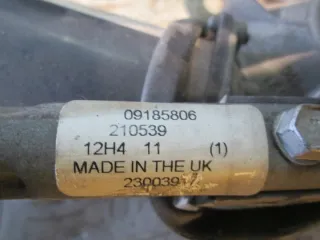 09185806
210539
12H4 11 (1)
MADE IN THE UK
23003917